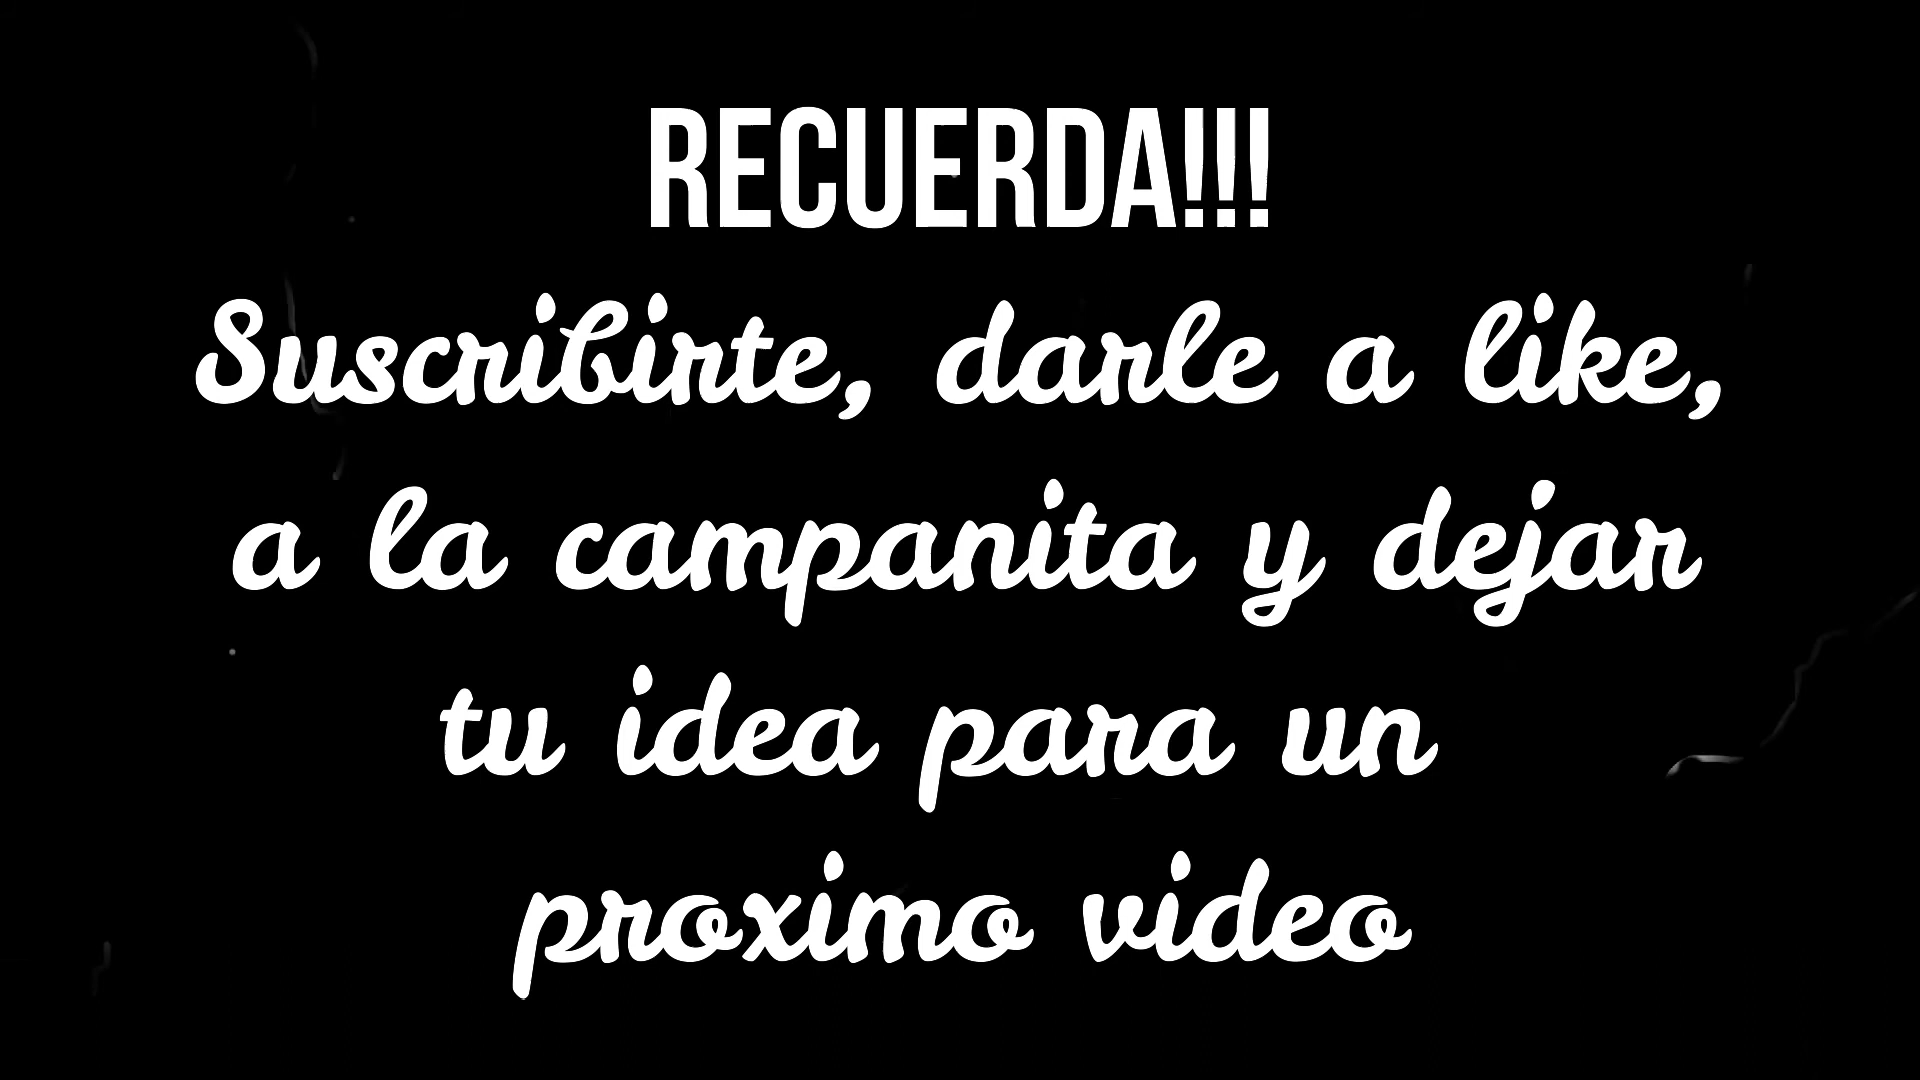 RECUERDA!!!
Suscribirte, darle a like,
a la campanita y dejar
tu idea para un
proximo video